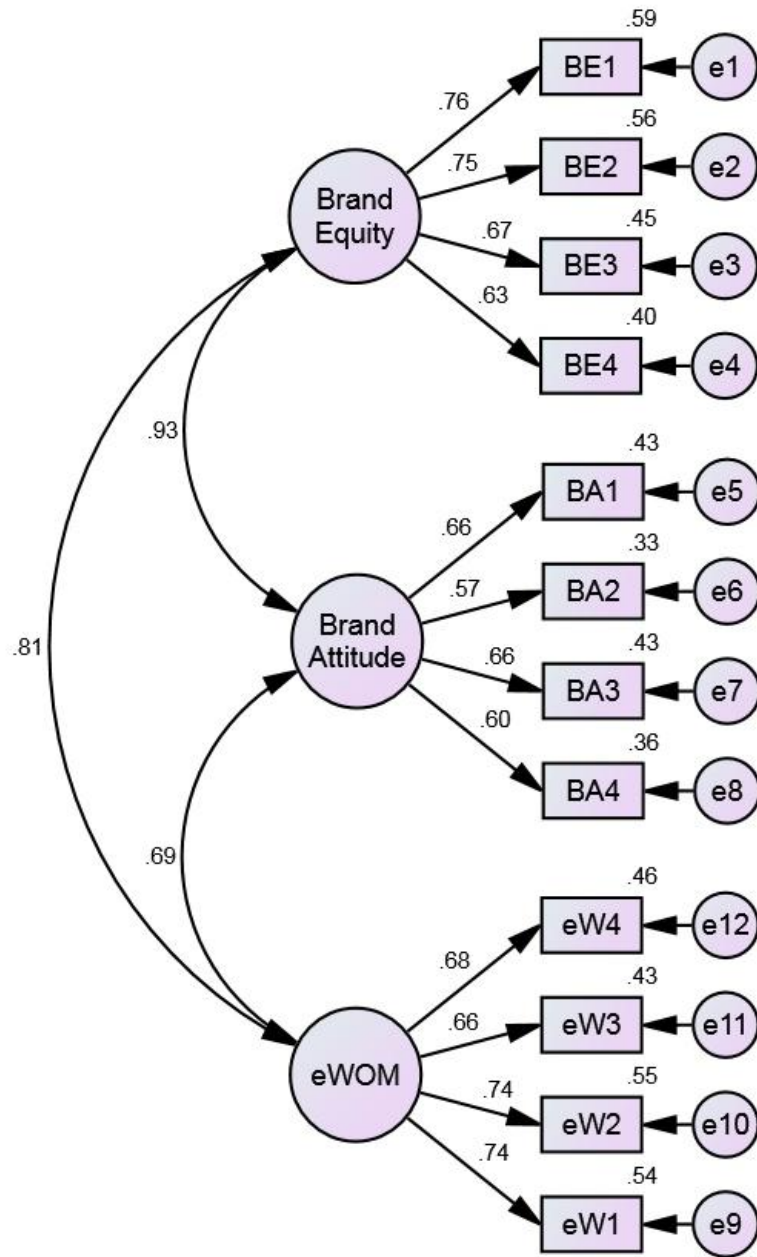 .59
BE1
e1
.76
.56
BE2
e2
.75
Brand
Equity
.45
BE3
e3
.67
.63
.40
BE4
e4
.93
.43
BA1
e5
.66
.33
BA2
e6
.57
Brand
Attitude
.43
BA3
e7
.66
.60
.36
BA4
e8
.81
.69
.46
eW4
e12
.68
.43
eW3
e11
.66
eWOM
.55
eW2
e10
.74
.74
.54
eW1
e9